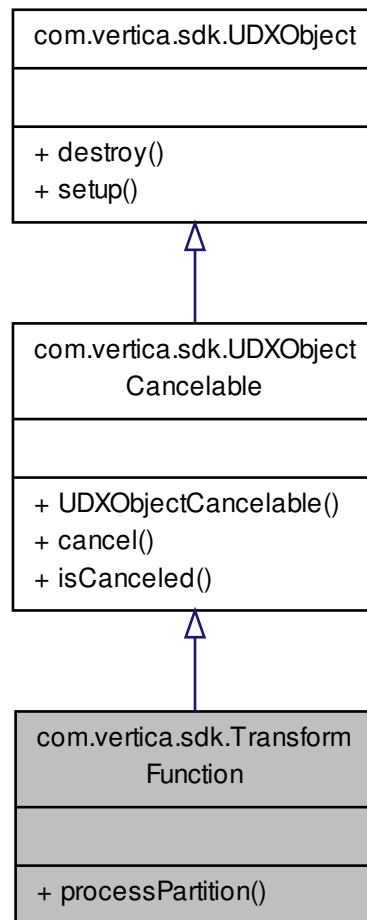 com.vertica.sdk.UDXObject
+ destroy()
+ setup()
com.vertica.sdk.UDXObject
Cancelable
+ UDXObjectCancelable()
+ cancel()
+ isCanceled()
com.vertica.sdk.Transform
Function
+ processPartition()